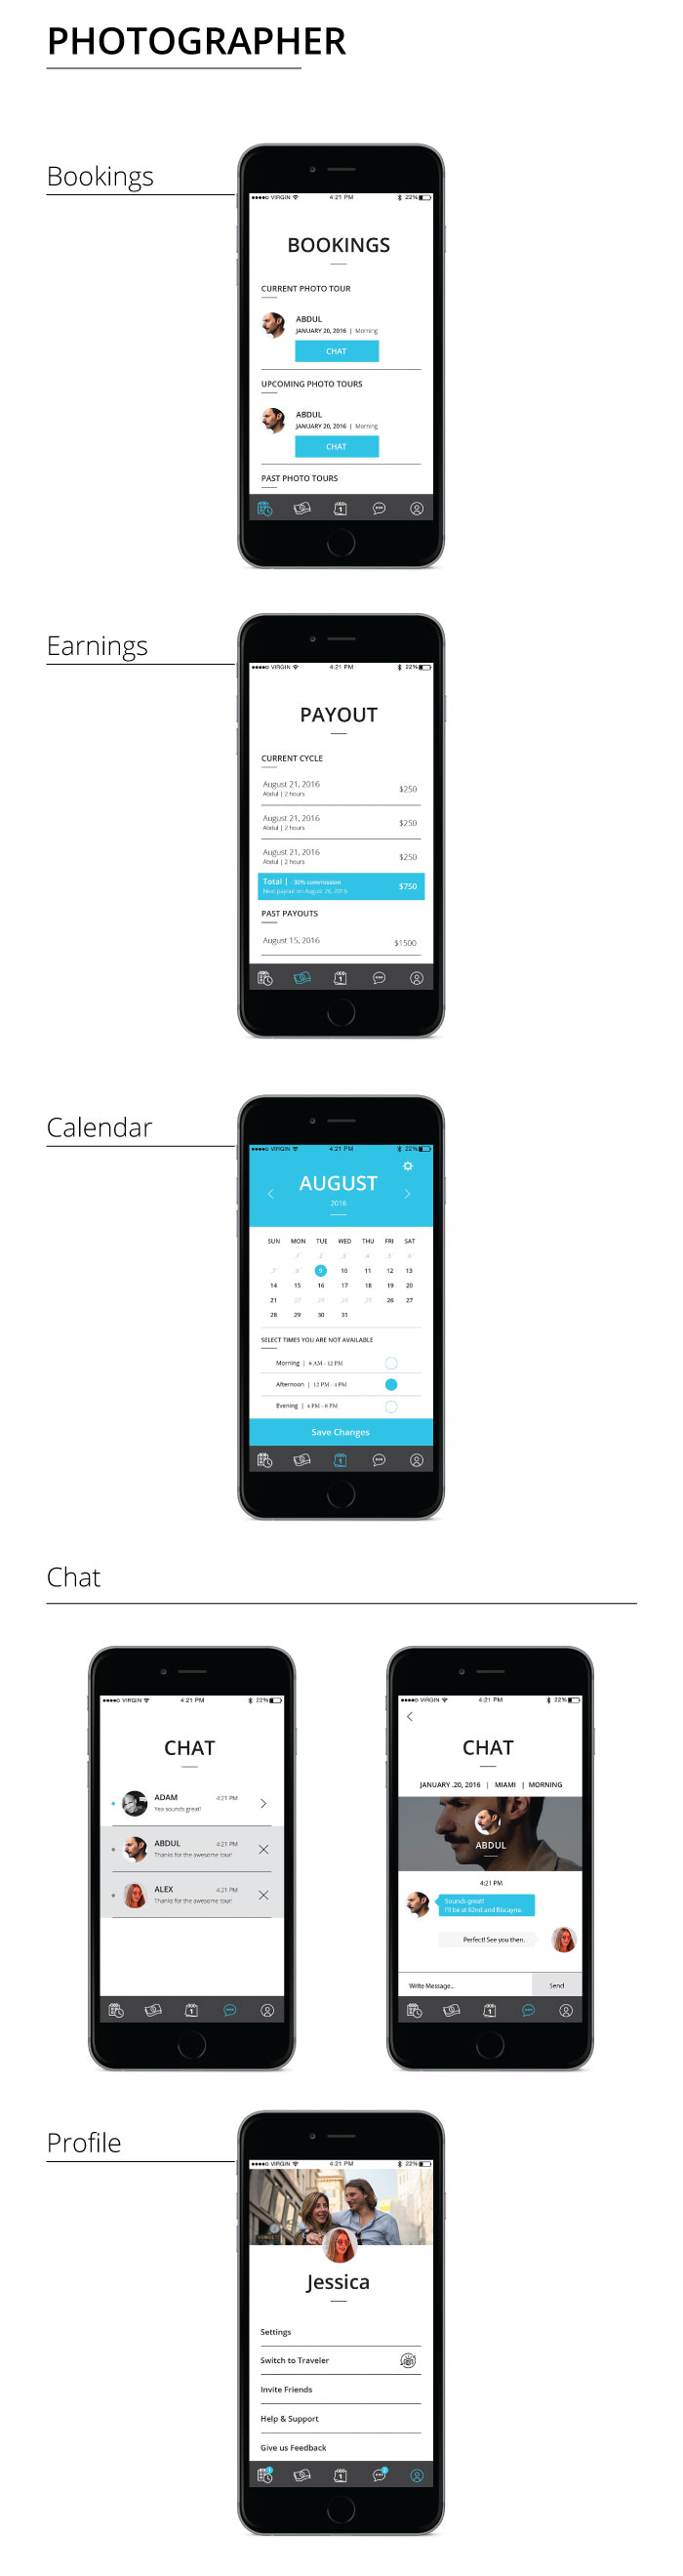 PHOTOGRAPHER
Bookings
VIRGIN 4:21 PM 22%
BOOKINGS
CURRENT PHOTO TOUR
ABDUL
JANUARY 20, 2016 | Morning
CHAT
UPCOMING PHOTO TOURS
ABDUL
JANUARY 20, 2016 | Morning
CHAT
PAST PHOTO TOURS
1
Earnings
VIRGIN 4:21 PM 22%
PAYOUT
CURRENT CYCLE
August 21, 2016
$250
Abdul | 2 hours
August 21, 2016
$250
Abdul | 2 hours
August 21, 2016
$250
Abdul | 2 hours
Total | - 30% commission
$750
Next payout on August 26, 2016
PAST PAYOUTS
August 15, 2016 $1500
1
Calendar
VIRGIN 4:21 PM 22%
AUGUST
2016
SUN MON TUE WED THU FRI SAT
1 2 3 4 5 6
7 8 9 10 11 12 13
14 15 16 17 18 19 20
21 22 23 24 25 26 27
28 29 30 31
SELECT TIMES YOU ARE NOT AVAILABLE
Morning | 6 AM - 12 PM
Afternoon | 12 PM - 4 PM
Evening | 4 PM - 8 PM
Save Changes
1
Chat
VIRGIN 4:21 PM 22%
CHAT
ADAM 4:21 PM
Yea sounds great!
ABDUL 4:21 PM
Thanks for the awesome tour!
ALEX 4:21 PM
Thanks for the awesome tour!
1
VIRGIN 4:21 PM 22%
CHAT
JANUARY .20, 2016 | MIAMI | MORNING
ABDUL
4:21 PM
Sounds great!
I'll be at 82nd and Biscayne.
Perfect! See you then.
Write Message... Send
1
Profile
VIRGIN 4:21 PM 22%
Jessica
Settings
Switch to Traveler
Invite Friends
Help & Support
Give us Feedback
1